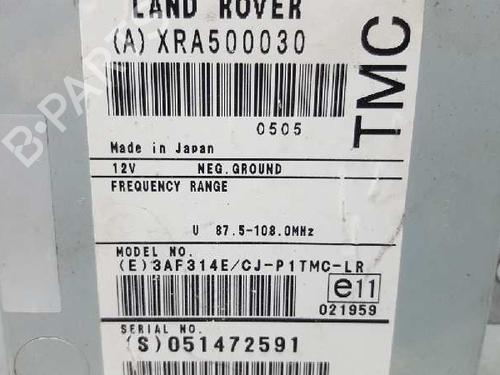 LAND ROVER
(A) XRA500030
TMC
0505
Made in Japan
12V NEG.GROUND
FREQUENCY RANGE
U 87.5-108.0MHz
MODEL NO.
(E)3AF314E/CJ-P1TMC-LR
e11
021959
SERIAL NO.
(S)051472591
B-PARTS